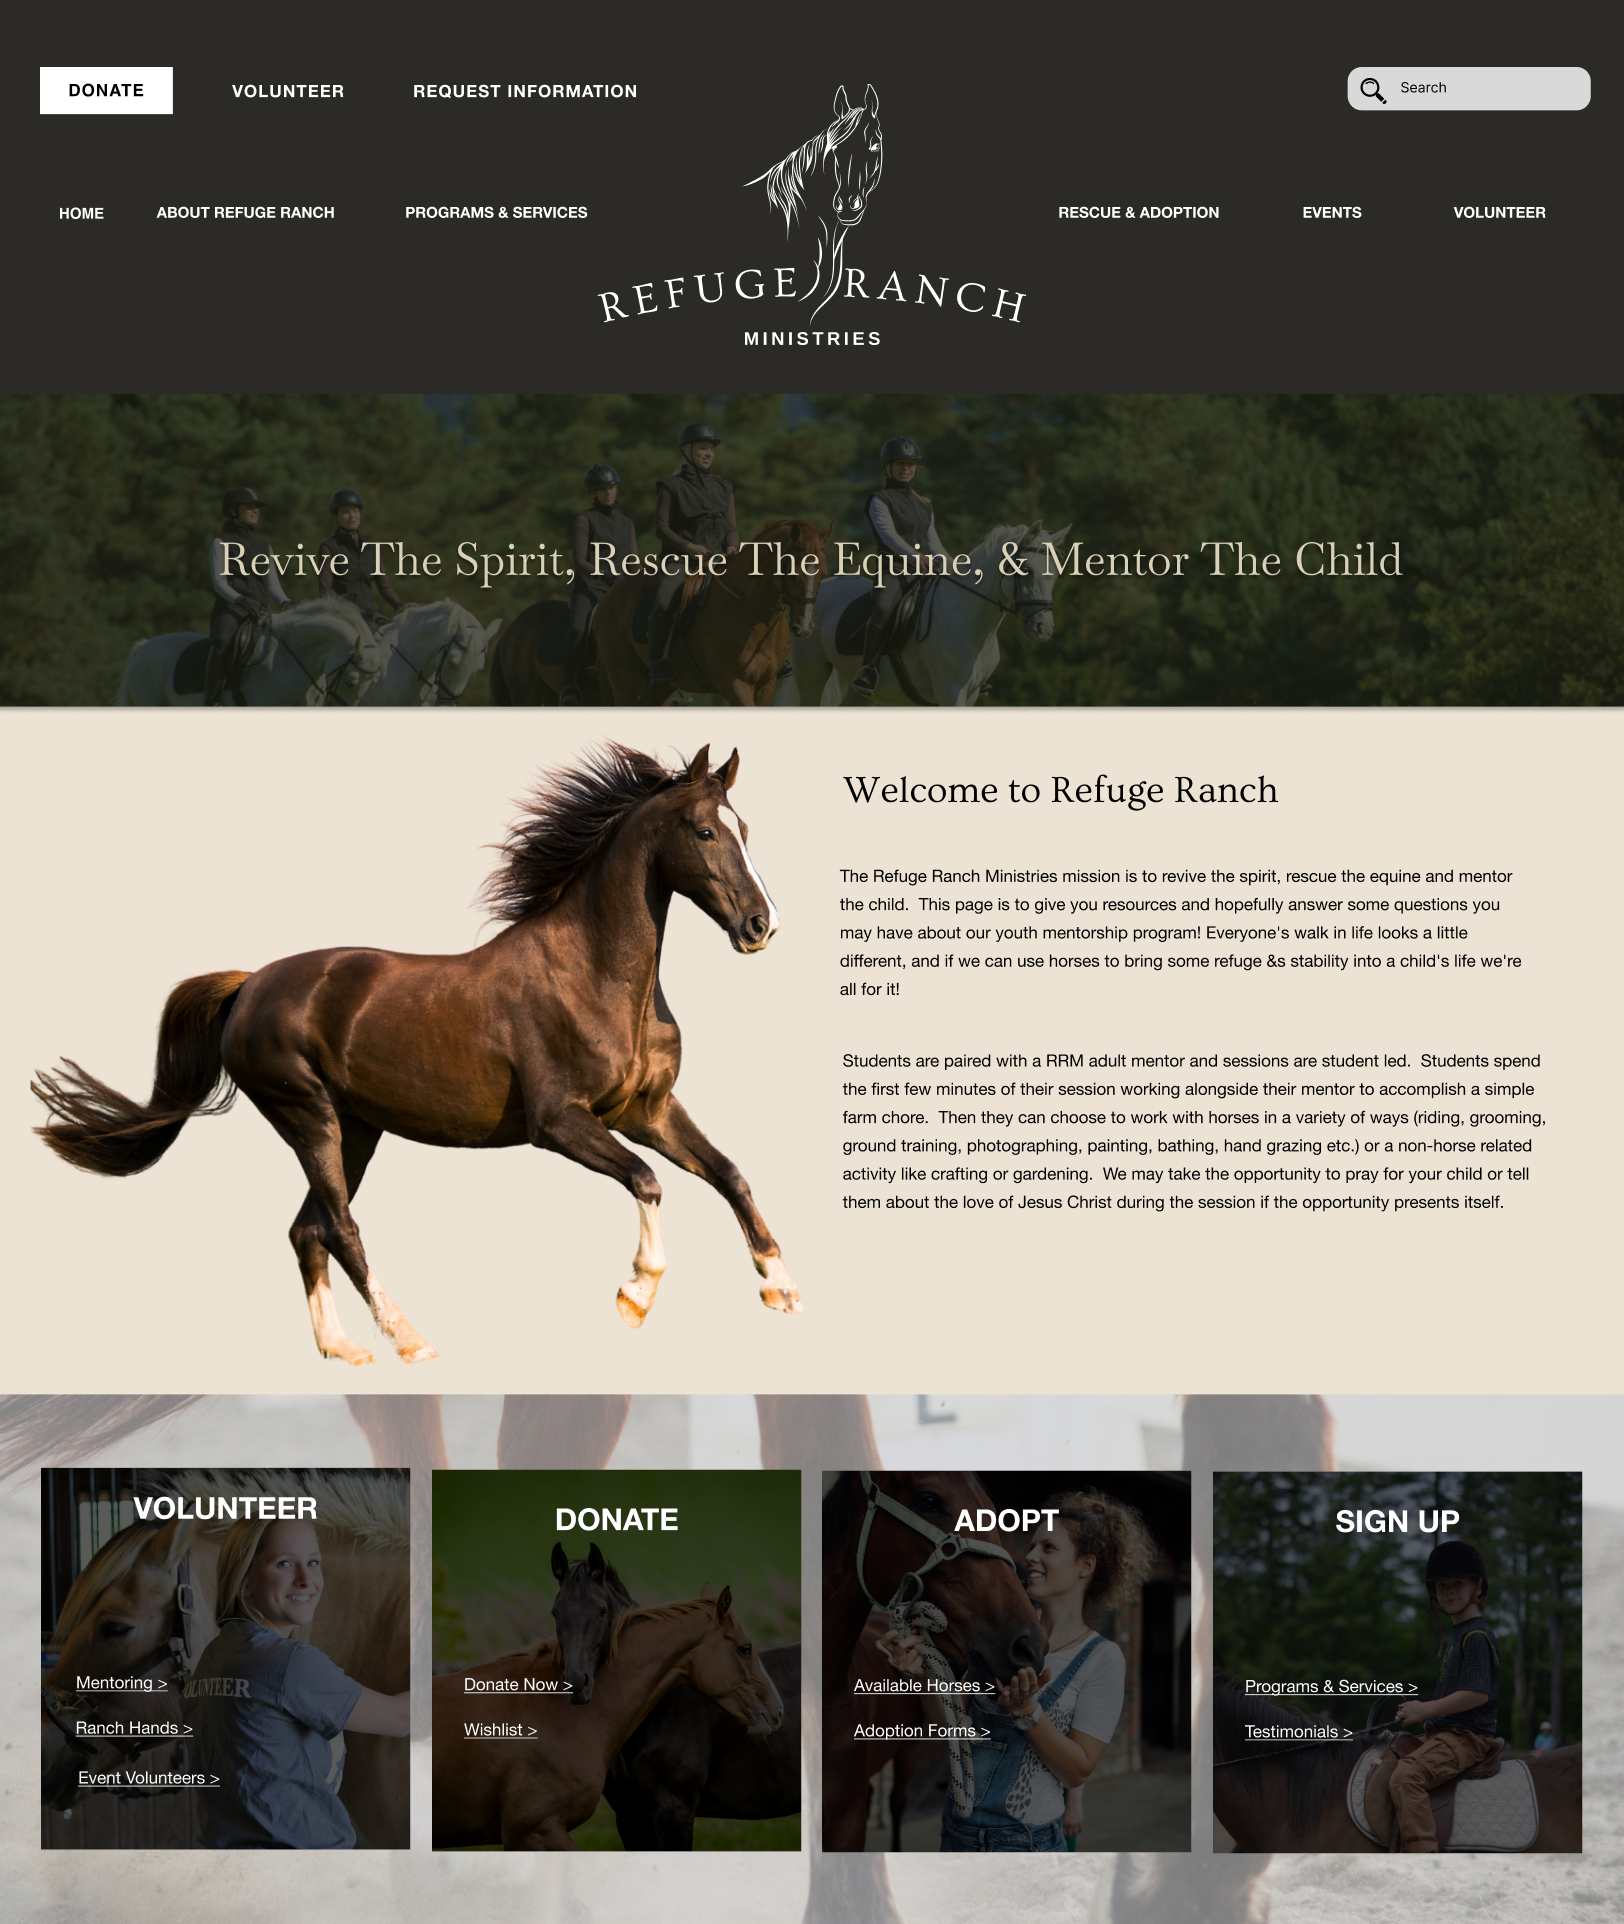 DONATE
VOLUNTEER
REQUEST INFORMATION
Search
HOME
ABOUT REFUGE RANCH
PROGRAMS & SERVICES
RESCUE & ADOPTION
EVENTS
VOLUNTEER
REFUGE RANCH
MINISTRIES
Revive The Spirit, Rescue The Equine, & Mentor The Child
Welcome to Refuge Ranch
The Refuge Ranch Ministries mission is to revive the spirit, rescue the equine and mentor
the child.  This page is to give you resources and hopefully answer some questions you
may have about our youth mentorship program! Everyone's walk in life looks a little
different, and if we can use horses to bring some refuge &s stability into a child's life we're
all for it!
Students are paired with a RRM adult mentor and sessions are student led.  Students spend
the first few minutes of their session working alongside their mentor to accomplish a simple
farm chore.  Then they can choose to work with horses in a variety of ways (riding, grooming,
ground training, photographing, painting, bathing, hand grazing etc.) or a non-horse related
activity like crafting or gardening.  We may take the opportunity to pray for your child or tell
them about the love of Jesus Christ during the session if the opportunity presents itself.
VOLUNTEER
Mentoring >
VOLUNTEER
Ranch Hands >
Event Volunteers >
DONATE
Donate Now >
Wishlist >
ADOPT
Available Horses >
Adoption Forms >
SIGN UP
Programs & Services >
Testimonials >